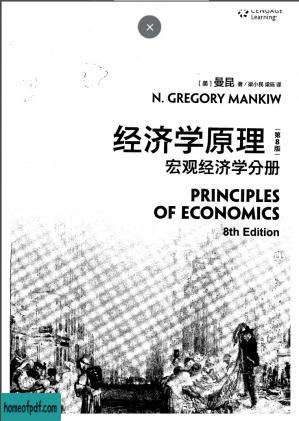 CENGAGE
Learning
[美] 曼昆 著 / 梁小民 梁砾 译
N. GREGORY MANKIW
经济学原理
第8版
宏观经济学分册
PRINCIPLES
OF ECONOMICS
8th Edition
homeofpdf.com